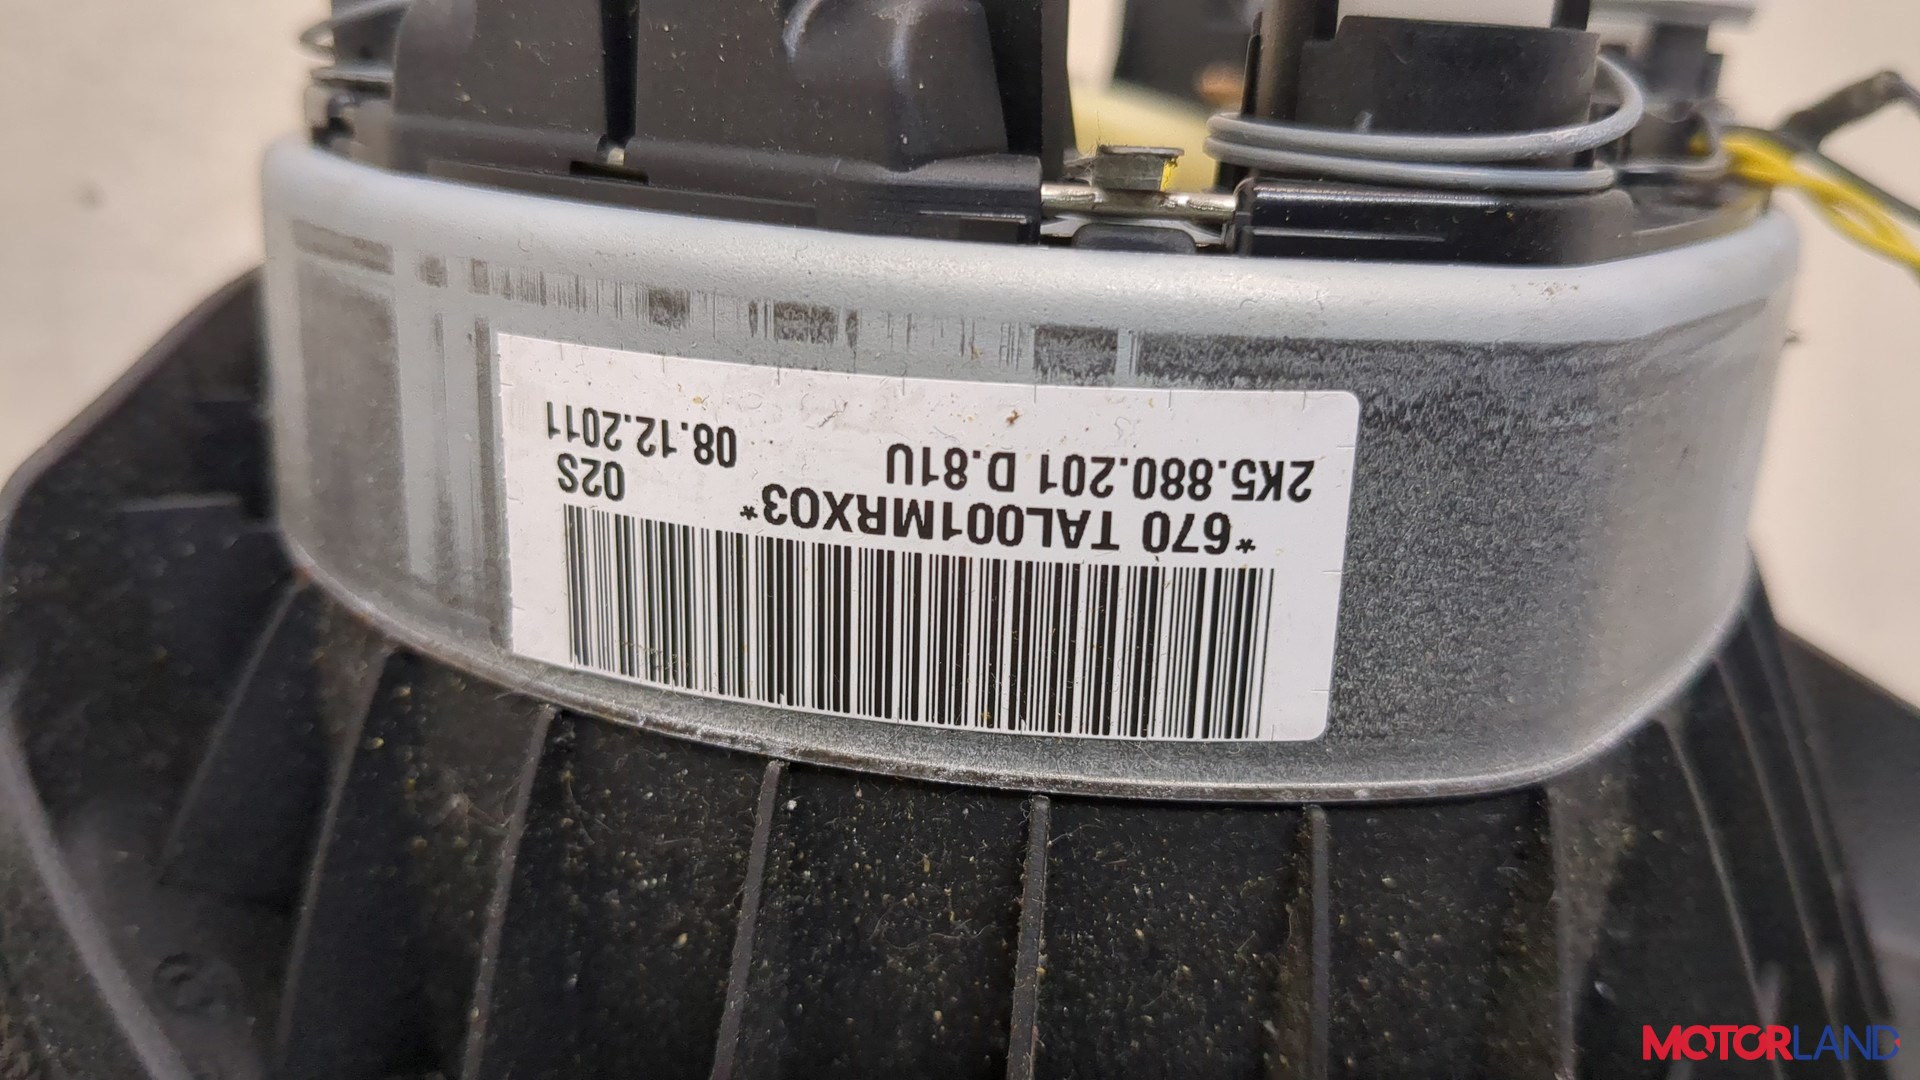 *670 TAL001MRX03*
02S
2K5.880.201 D.81U
08.12.2011
MOTORLAND